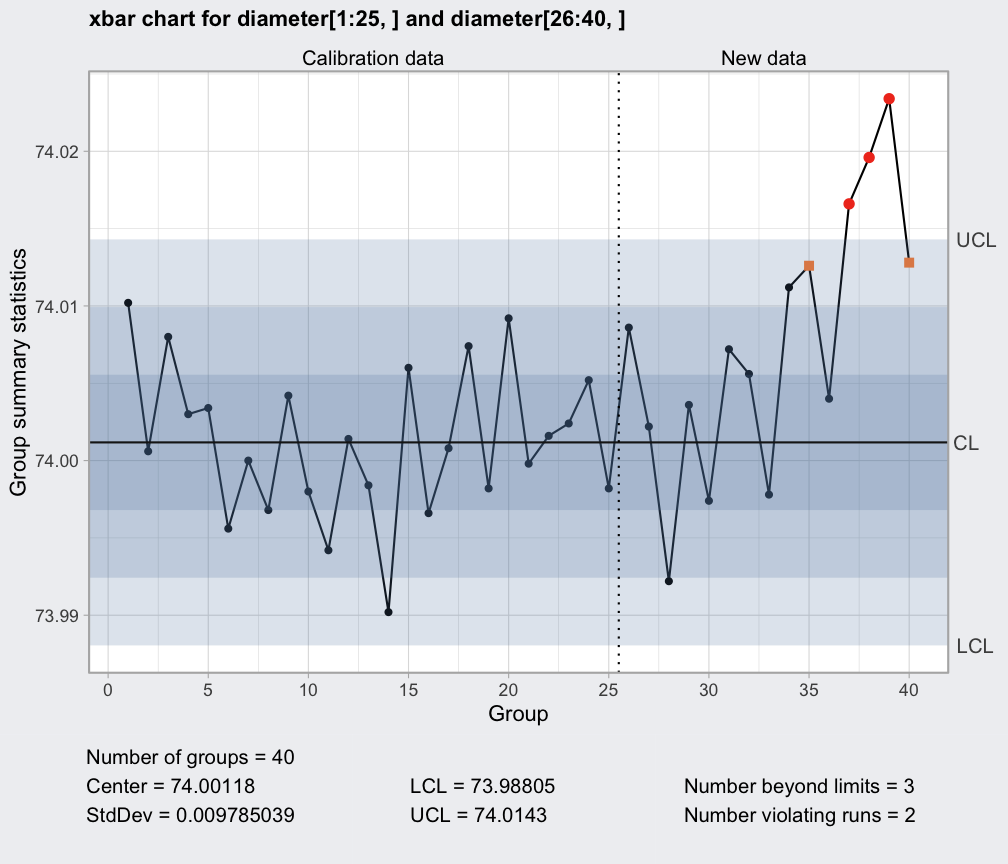 xbar chart for diameter[1:25, ] and diameter[26:40, ]
Calibration data New data
74.02
UCL
74.01
CL
74.00
73.99
LCL
Group summary statistics
0 5 10 15 20 25 30 35 40
Group
Number of groups = 40
Center = 74.00118 LCL = 73.98805 Number beyond limits = 3
StdDev = 0.009785039 UCL = 74.0143 Number violating runs = 2